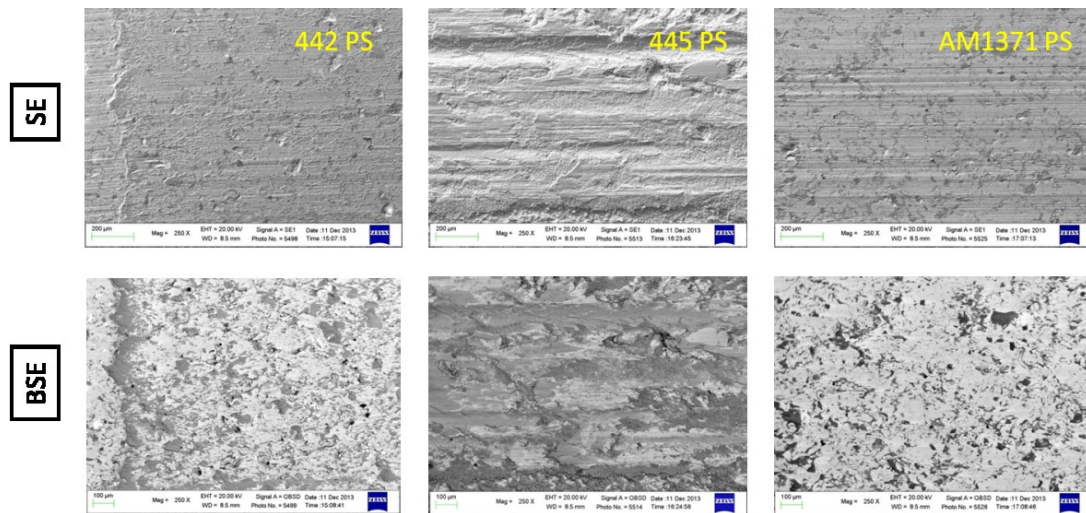 442 PS
445 PS
AM1371 PS
SE
200 µm
Mag = 250 X
EHT = 20.00 kV
WD = 8.5 mm
Signal A = SE1
Photo No. = 5498
Date :11 Dec 2013
Time :15:07:15
ZEISS
200 µm
Mag = 250 X
EHT = 20.00 kV
WD = 8.5 mm
Signal A = SE1
Photo No. = 5513
Date :11 Dec 2013
Time :16:23:45
ZEISS
200 µm
Mag = 250 X
EHT = 20.00 kV
WD = 8.5 mm
Signal A = SE1
Photo No. = 5525
Date :11 Dec 2013
Time :17:07:13
ZEISS
BSE
100 µm
Mag = 250 X
EHT = 20.00 kV
WD = 8.5 mm
Signal A = QBSD
Photo No. = 5499
Date :11 Dec 2013
Time :15:08:41
ZEISS
100 µm
Mag = 250 X
EHT = 20.00 kV
WD = 8.5 mm
Signal A = QBSD
Photo No. = 5514
Date :11 Dec 2013
Time :16:24:56
ZEISS
100 µm
Mag = 250 X
EHT = 20.00 kV
WD = 8.5 mm
Signal A = QBSD
Photo No. = 5526
Date :11 Dec 2013
Time :17:08:46
ZEISS